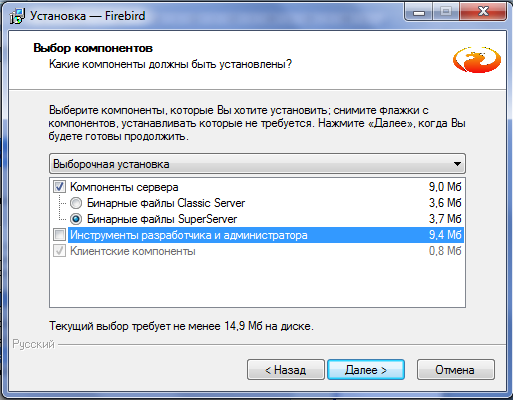 Установка — Firebird
Выбор компонентов
Какие компоненты должны быть установлены?
Выберите компоненты, которые Вы хотите установить; снимите флажки с
компонентов, устанавливать которые не требуется. Нажмите «Далее», когда Вы
будете готовы продолжить.
Выборочная установка
Компоненты сервера 9,0 Мб
Бинарные файлы Classic Server 3,6 Мб
Бинарные файлы SuperServer 3,7 Мб
Инструменты разработчика и администратора 9,4 Мб
Клиентские компоненты 0,8 Мб
Текущий выбор требует не менее 14,9 Мб на диске.
Русский
< Назад Далее > Отмена